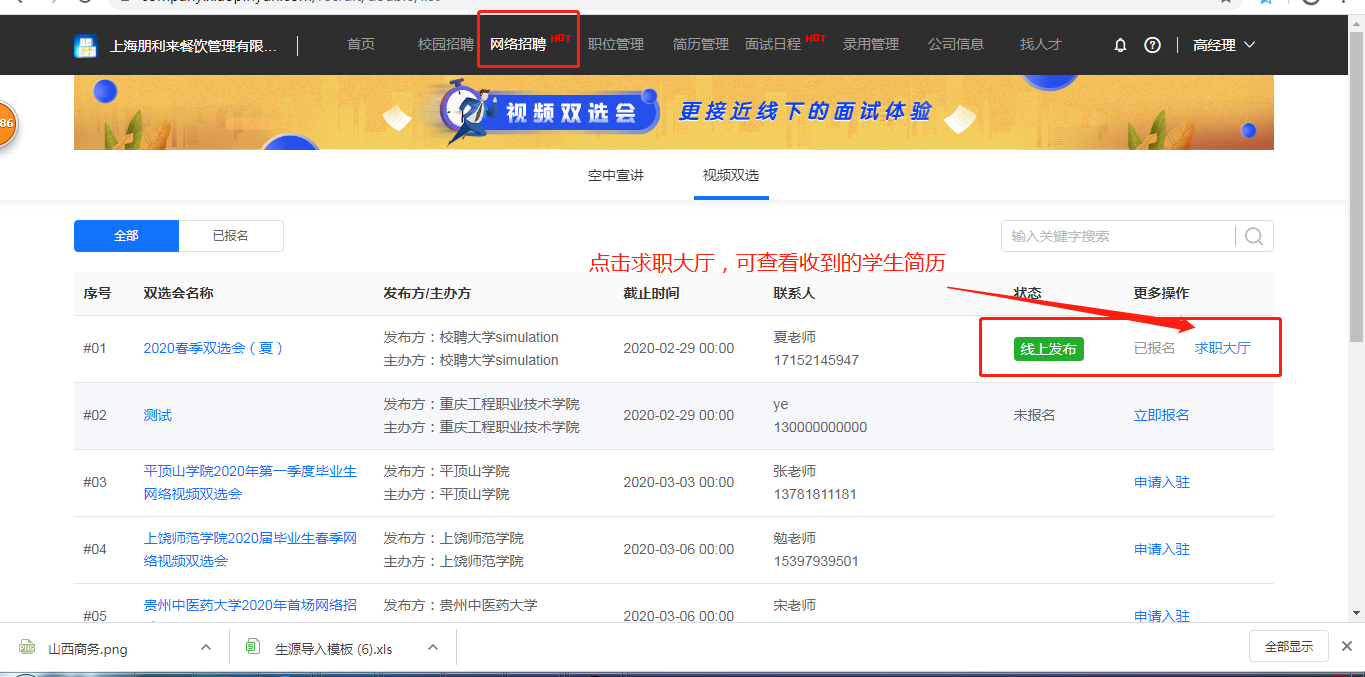 上海朋利来餐饮管理有限...
首页
校园招聘
网络招聘 HOT
职位管理
简历管理
面试日程 HOT
录用管理
公司信息
找人才
高经理
86
视频双选会
更接近线下的面试体验
空中宣讲
视频双选
全部
已报名
输入关键字搜索
点击求职大厅，可查看收到的学生简历
序号 双选会名称 发布方/主办方 截止时间 联系人 状态 更多操作
#01
2020春季双选会（夏）
发布方：校聘大学simulation
主办方：校聘大学simulation
2020-02-29 00:00
夏老师
17152145947
线上发布
已报名 求职大厅
#02
测试
发布方：重庆工程职业技术学院
主办方：重庆工程职业技术学院
2020-02-29 00:00
ye
130000000000
未报名
立即报名
#03
平顶山学院2020年第一季度毕业生
网络视频双选会
发布方：平顶山学院
主办方：平顶山学院
2020-03-03 00:00
张老师
13781811181
申请入驻
#04
上饶师范学院2020届毕业生春季网
络视频双选会
发布方：上饶师范学院
主办方：上饶师范学院
2020-03-06 00:00
勉老师
15397939501
申请入驻
#05
贵州中医药大学2020年首场网络招
发布方：贵州中医药大学
2020-03-06 00:00
宋老师
申请入驻
山西商务.png
生源导入模板 (6).xls
全部显示